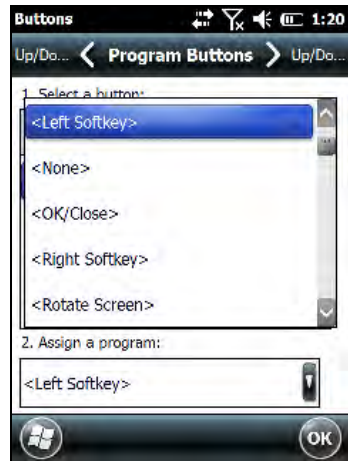 Buttons 1:20
Up/Do... Program Buttons Up/Do...
1. Select a button:
<Left Softkey>
<None>
<OK/Close>
<Right Softkey>
<Rotate Screen>
2. Assign a program:
<Left Softkey>
OK